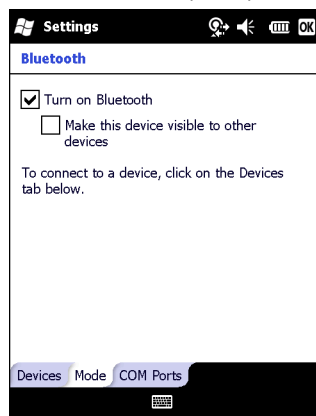 Settings
OK
Bluetooth
Turn on Bluetooth
Make this device visible to other
devices
To connect to a device, click on the Devices
tab below.
Devices Mode COM Ports